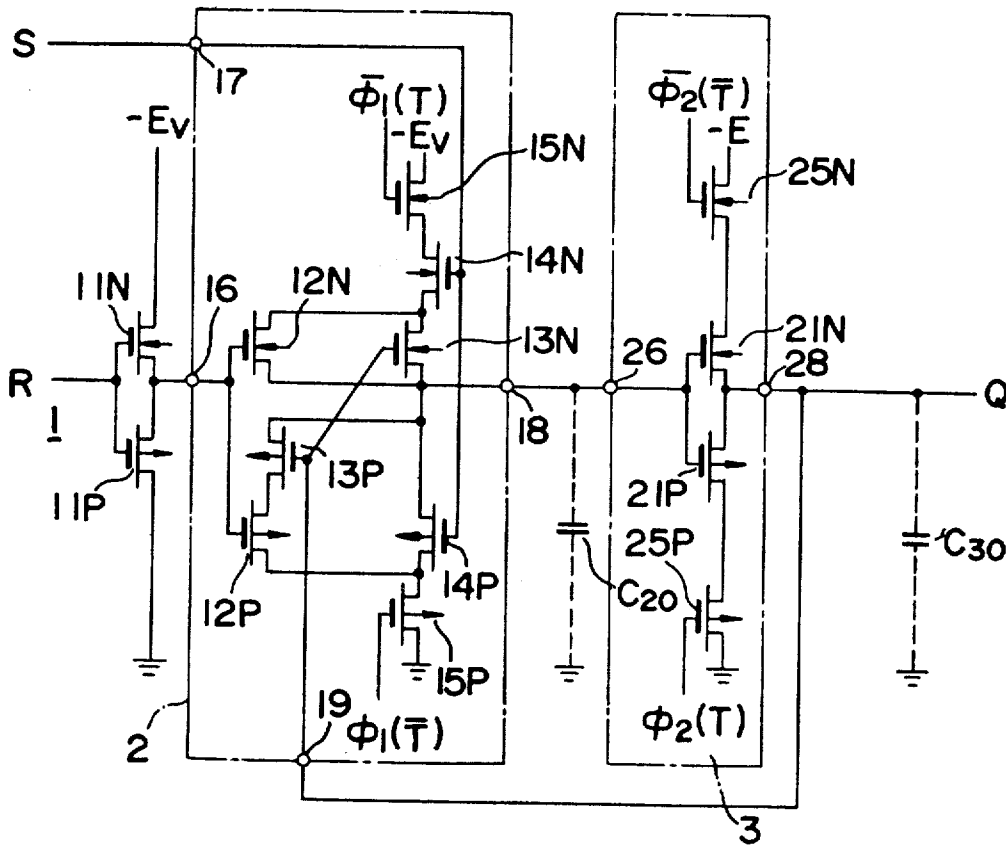 S
17
Φ̅₁(T)
-Ev
-Ev
15N
Φ̅₂(T̅)
-E
25N
14N
11N
16
12N
13N
26
21N
28
R
1
18
Q
13P
11P
21P
25P
C₂₀
C₃₀
12P
14P
15P
2
19
Φ₁(T̅)
Φ₂(T)
3